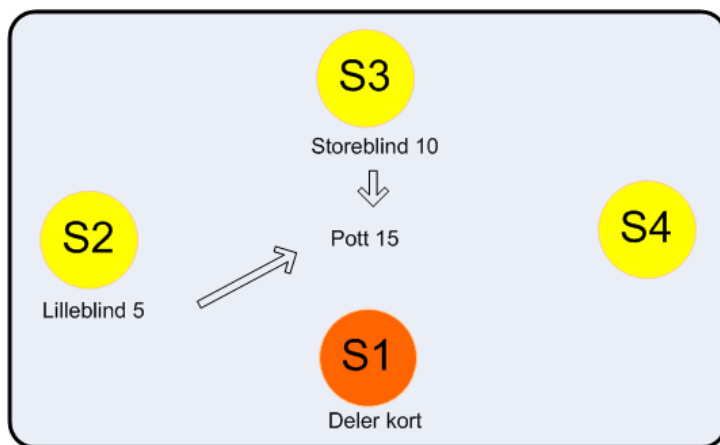 S3
Storeblind 10
S2
S4
Pott 15
Lilleblind 5
S1
Deler kort